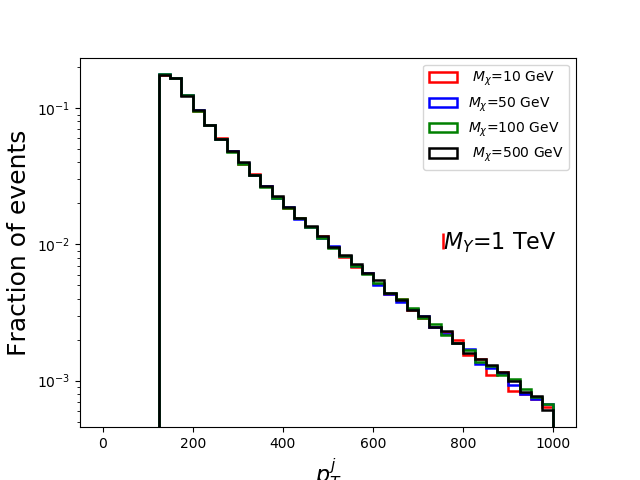 Fraction of events
10⁻¹
10⁻²
10⁻³
M_χ=10 GeV
M_χ=50 GeV
M_χ=100 GeV
M_χ=500 GeV
M_Y=1 TeV
0 200 400 600 800 1000
p_T^j